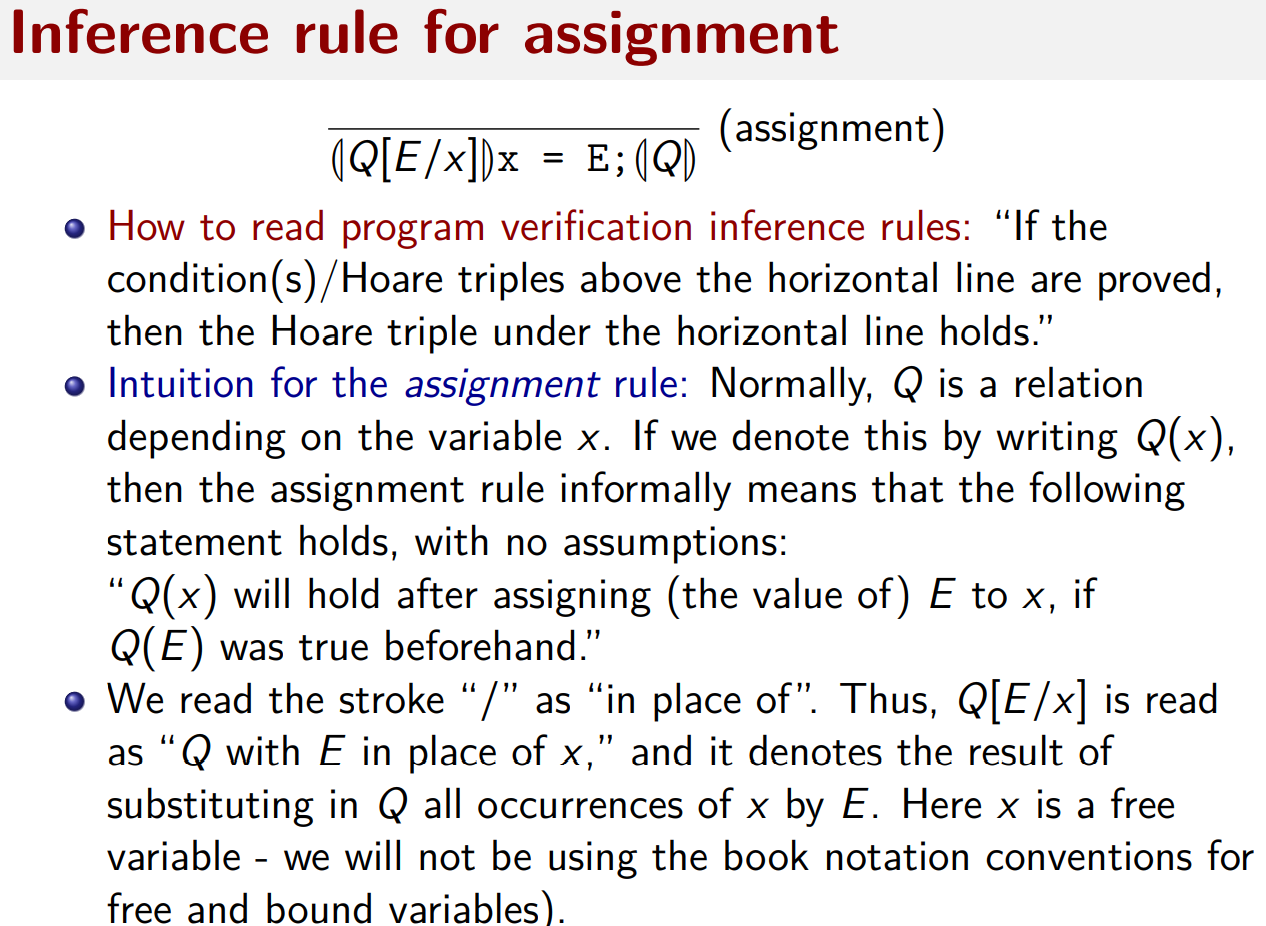 Inference rule for assignment
⦇Q[E/x]⦈x = E;⦇Q⦈ (assignment)
How to read program verification inference rules: “If the
condition(s)/Hoare triples above the horizontal line are proved,
then the Hoare triple under the horizontal line holds.”
Intuition for the assignment rule: Normally, Q is a relation
depending on the variable x. If we denote this by writing Q(x),
then the assignment rule informally means that the following
statement holds, with no assumptions:
“Q(x) will hold after assigning (the value of) E to x, if
Q(E) was true beforehand.”
We read the stroke “/” as “in place of”. Thus, Q[E/x] is read
as “Q with E in place of x,” and it denotes the result of
substituting in Q all occurrences of x by E. Here x is a free
variable - we will not be using the book notation conventions for
free and bound variables).